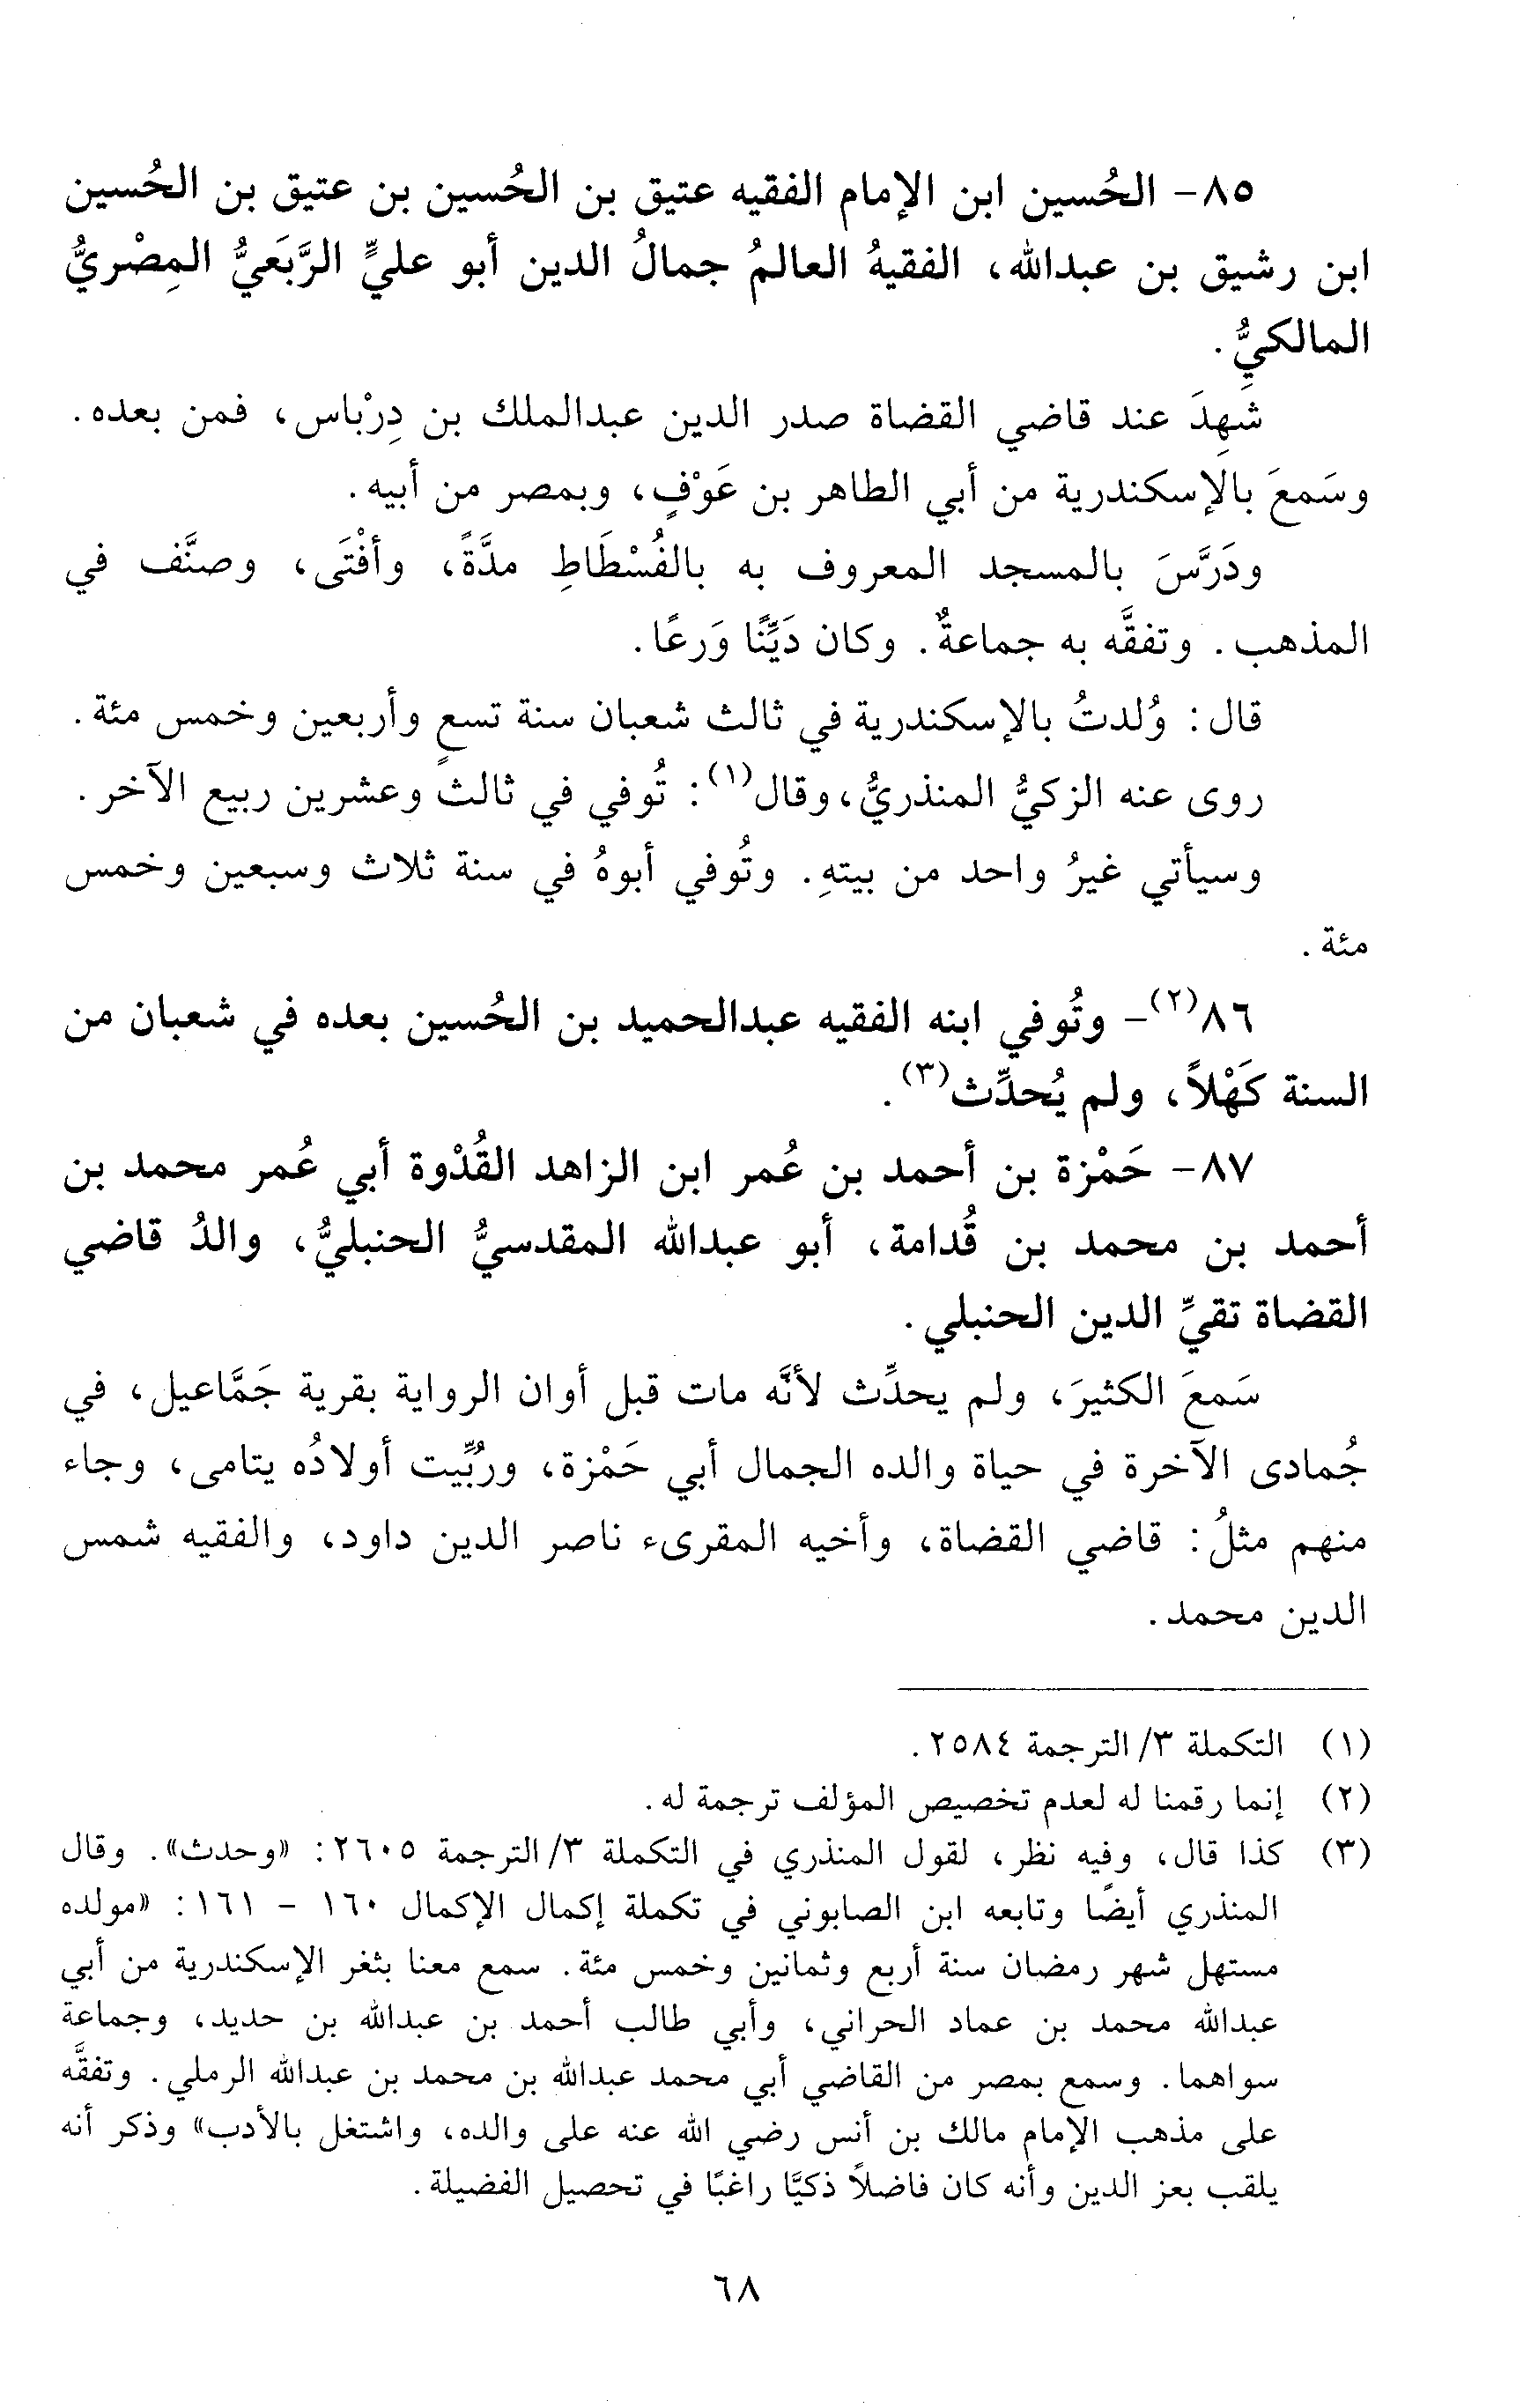 ٨٥- الحُسين ابن الإمام الفقيه عتيق بن الحُسين بن عتيق بن الحُسين
ابن رشيق بن عبدالله، الفقيهُ العالمُ جمالُ الدين أبو عليٍّ الرَّبَعيُّ المِصْريُّ
المالكيُّ.
شَهِدَ عند قاضي القضاة صدر الدين عبدالملك بن دِرْباس، فمن بعده.
وسَمعَ بالإسكندرية من أبي الطاهر بن عَوْفٍ، وبمصر من أبيه.
ودَرَّسَ بالمسجد المعروف به بالفُسْطَاطِ مدَّةً، وأفْتَى، وصنَّف في
المذهب. وتفقَّه به جماعةٌ. وكان دَيِّنًا وَرعًا.
قال: وُلدتُ بالإسكندرية في ثالث شعبان سنة تسعٍ وأربعين وخمس مئة.
روى عنه الزكيُّ المنذريُّ، وقال(١): تُوفي في ثالث وعشرين ربيع الآخر.
وسيأتي غيرُ واحد من بيتهِ. وتُوفي أبوهُ في سنة ثلاث وسبعين وخمس
مئة.
٨٦(٢)- وتُوفي ابنه الفقيه عبدالحميد بن الحُسين بعده في شعبان من
السنة كَهْلاً، ولم يُحدِّث(٣).
٨٧- حَمْزة بن أحمد بن عُمر ابن الزاهد القُدْوة أبي عُمر محمد بن
أحمد بن محمد بن قُدامة، أبو عبدالله المقدسيُّ الحنبليُّ، والدُ قاضي
القضاة تقيِّ الدين الحنبلي.
سَمعَ الكثيرَ، ولم يحدِّث لأنَّه مات قبل أوان الرواية بقرية جَمَّاعيل، في
جُمادى الآخرة في حياة والده الجمال أبي حَمْزة، ورُبِّيت أولادُه يتامى، وجاء
منهم مثلُ: قاضي القضاة، وأخيه المقرىء ناصر الدين داود، والفقيه شمس
الدين محمد.
(١) التكملة ٣/ الترجمة ٢٥٨٤.
(٢) إنما رقمنا له لعدم تخصيص المؤلف ترجمة له.
(٣) كذا قال، وفيه نظر، لقول المنذري في التكملة ٣/ الترجمة ٢٦٠٥: «وحدث». وقال
المنذري أيضًا وتابعه ابن الصابوني في تكملة إكمال الإكمال ١٦٠ - ١٦١: «مولده
مستهل شهر رمضان سنة أربع وثمانين وخمس مئة. سمع معنا بثغر الإسكندرية من أبي
عبدالله محمد بن عماد الحراني، وأبي طالب أحمد بن عبدالله بن حديد، وجماعة
سواهما. وسمع بمصر من القاضي أبي محمد عبدالله بن محمد بن عبدالله الرملي. وتفقَّه
على مذهب الإمام مالك بن أنس رضي الله عنه على والده، واشتغل بالأدب» وذكر أنه
يلقب بعز الدين وأنه كان فاضلاً ذكيًا راغبًا في تحصيل الفضيلة.
٦٨